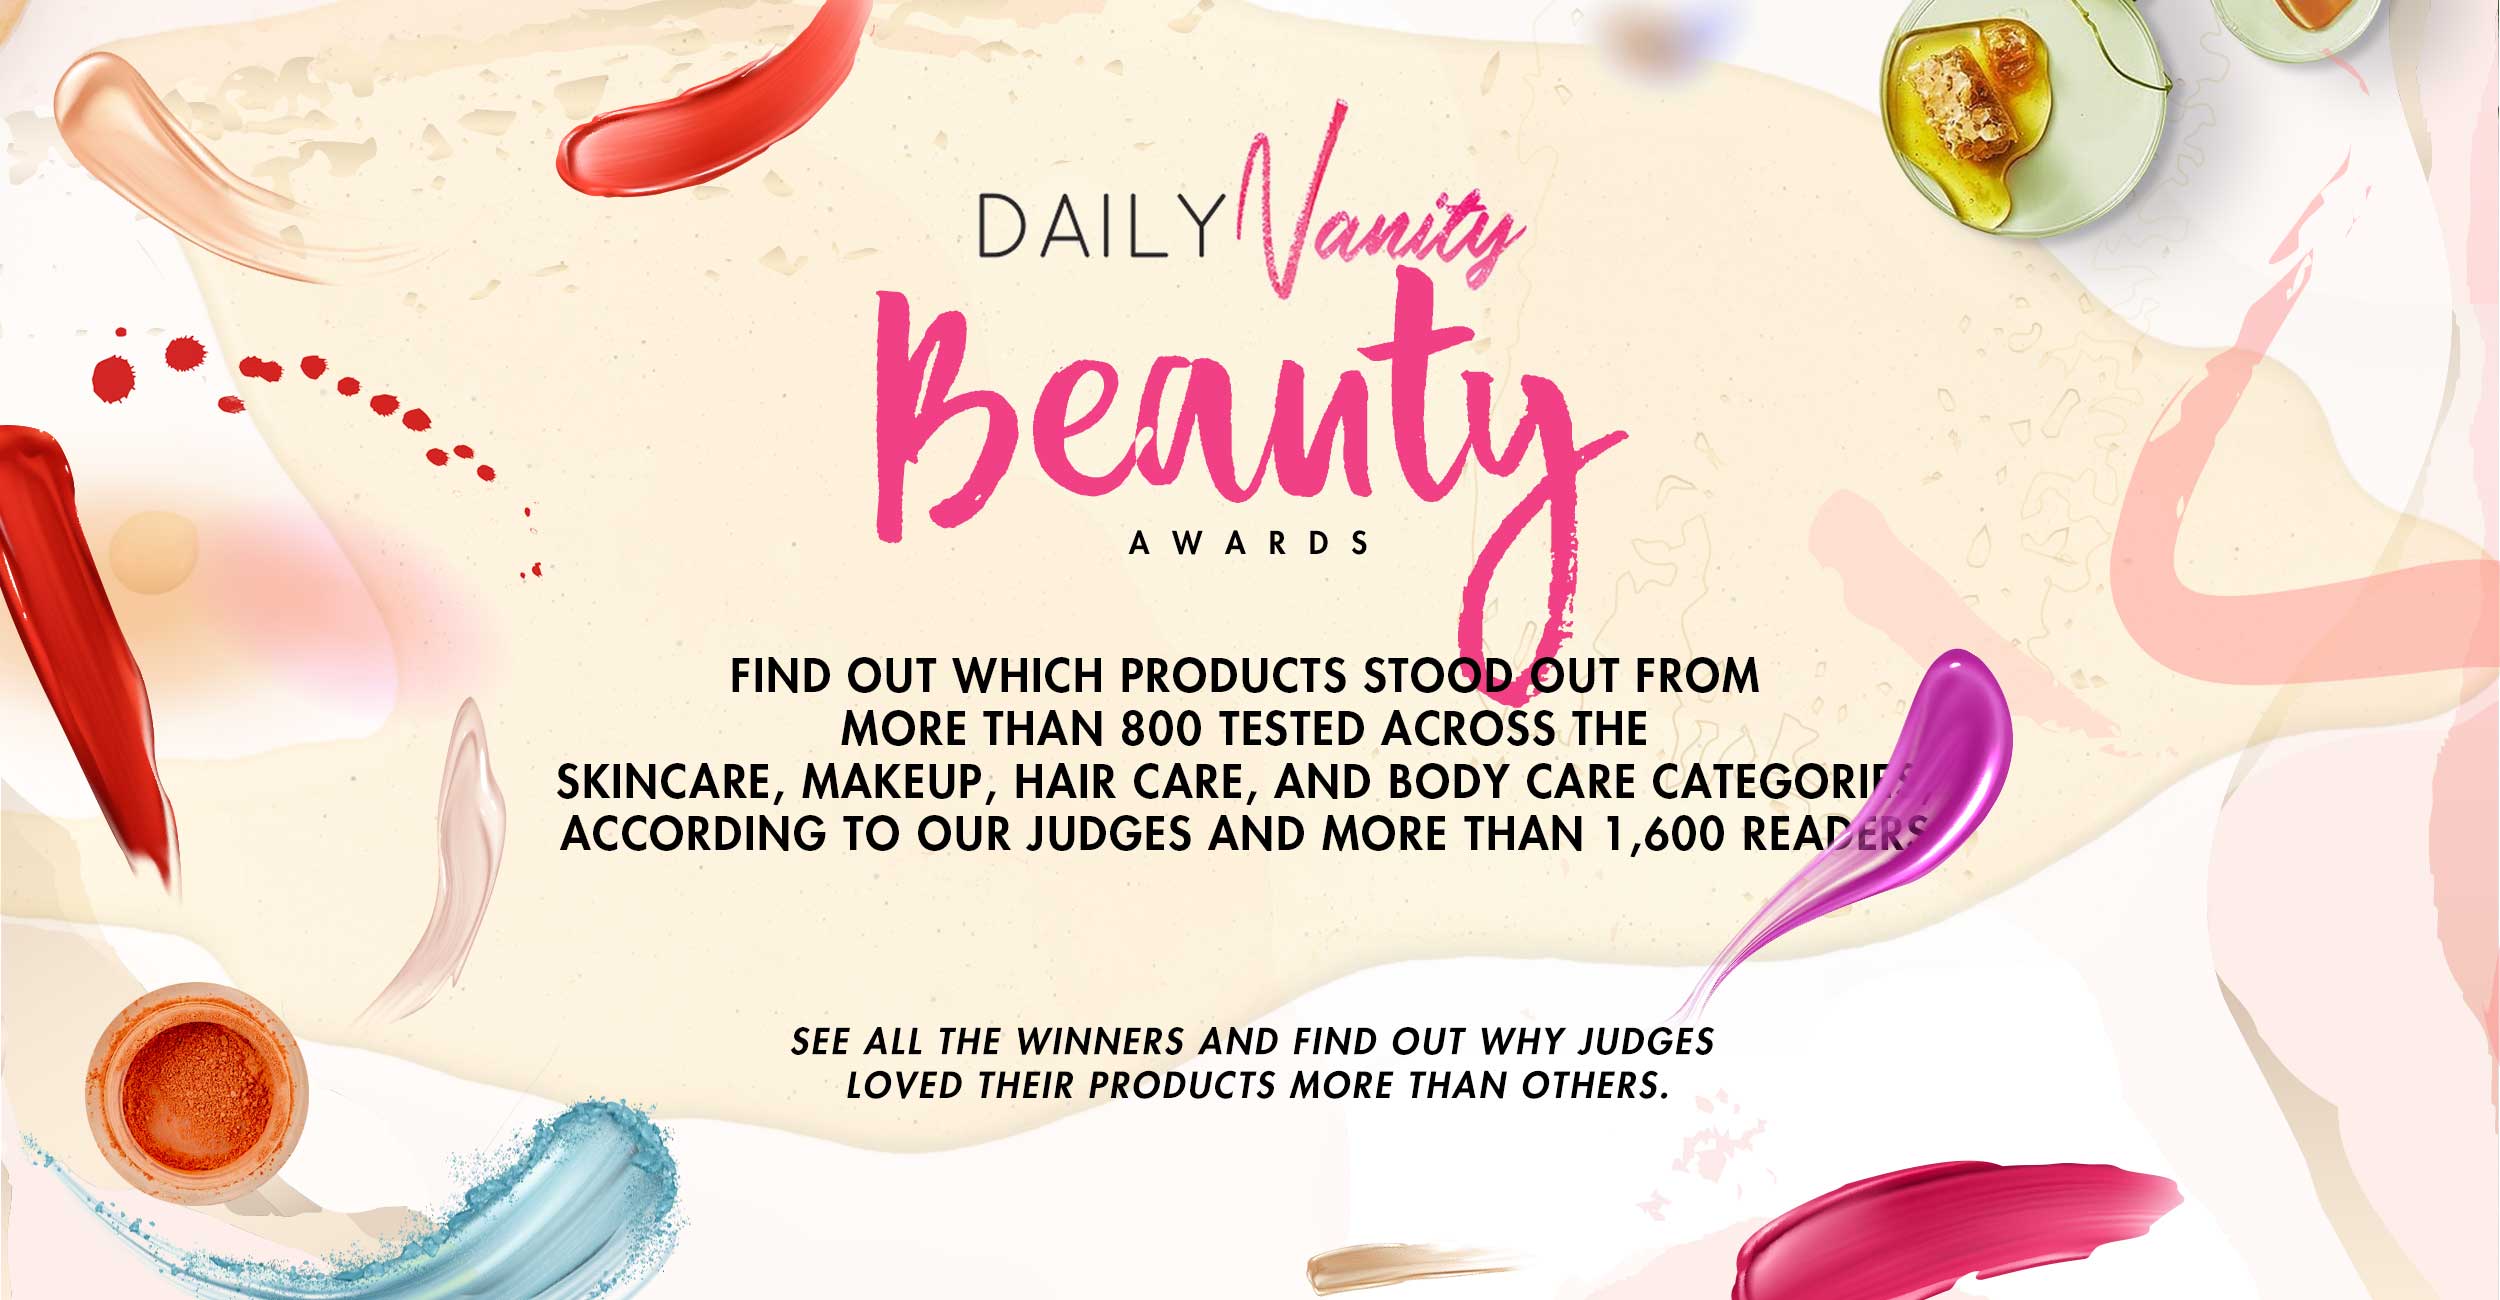 DAILY Vanity
Beauty
AWARDS
FIND OUT WHICH PRODUCTS STOOD OUT FROM
MORE THAN 800 TESTED ACROSS THE
SKINCARE, MAKEUP, HAIR CARE, AND BODY CARE CATEGORIES,
ACCORDING TO OUR JUDGES AND MORE THAN 1,600 READERS
SEE ALL THE WINNERS AND FIND OUT WHY JUDGES
LOVED THEIR PRODUCTS MORE THAN OTHERS.